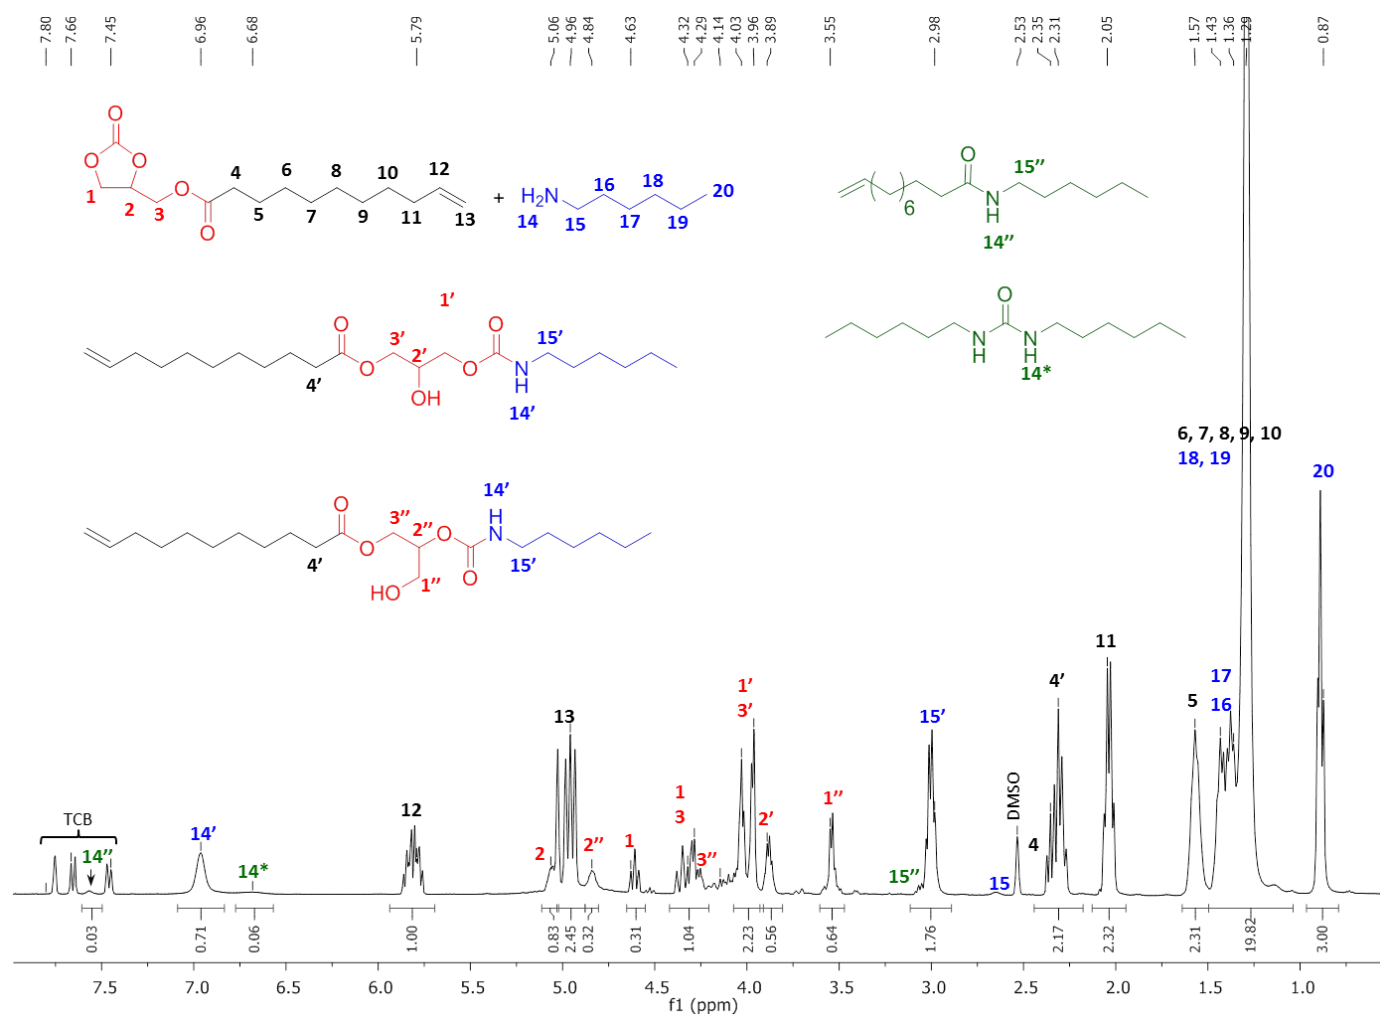 7.80 7.66 7.45 6.96 6.68 5.79 5.06 4.96 4.84 4.63 4.32 4.29 4.14 4.03 3.96 3.89 3.55 2.98 2.53 2.35 2.31 2.05 1.57 1.43 1.36 1.29 0.87
O
O O
1 2 3 O O
4 5 6 7 8 9 10 11 12 13
+
H2N
14 15 16 17 18 19 20
O
N
H
6
15”
14”
1’
O O
3’ 2’
O O N
H
OH
4’ 15’
14’
O
N N
H H
14*
14’
O H
3” 2” O N
O O
4’ 15’
HO 1”
6, 7, 8, 9, 10
18, 19
20
TCB
14”
14’
14*
12
2
13
2”
1
1
3
3”
1’
3’
2’
1”
15”
15’
15
DMSO
4
4’
11
5
17
16
0.03 0.71 0.06 1.00 0.83 2.45 0.32 0.31 1.04 2.23 0.56 0.64 1.76 2.17 2.32 2.31 19.82 3.00
7.5 7.0 6.5 6.0 5.5 5.0 4.5 4.0 3.5 3.0 2.5 2.0 1.5 1.0
f1 (ppm)